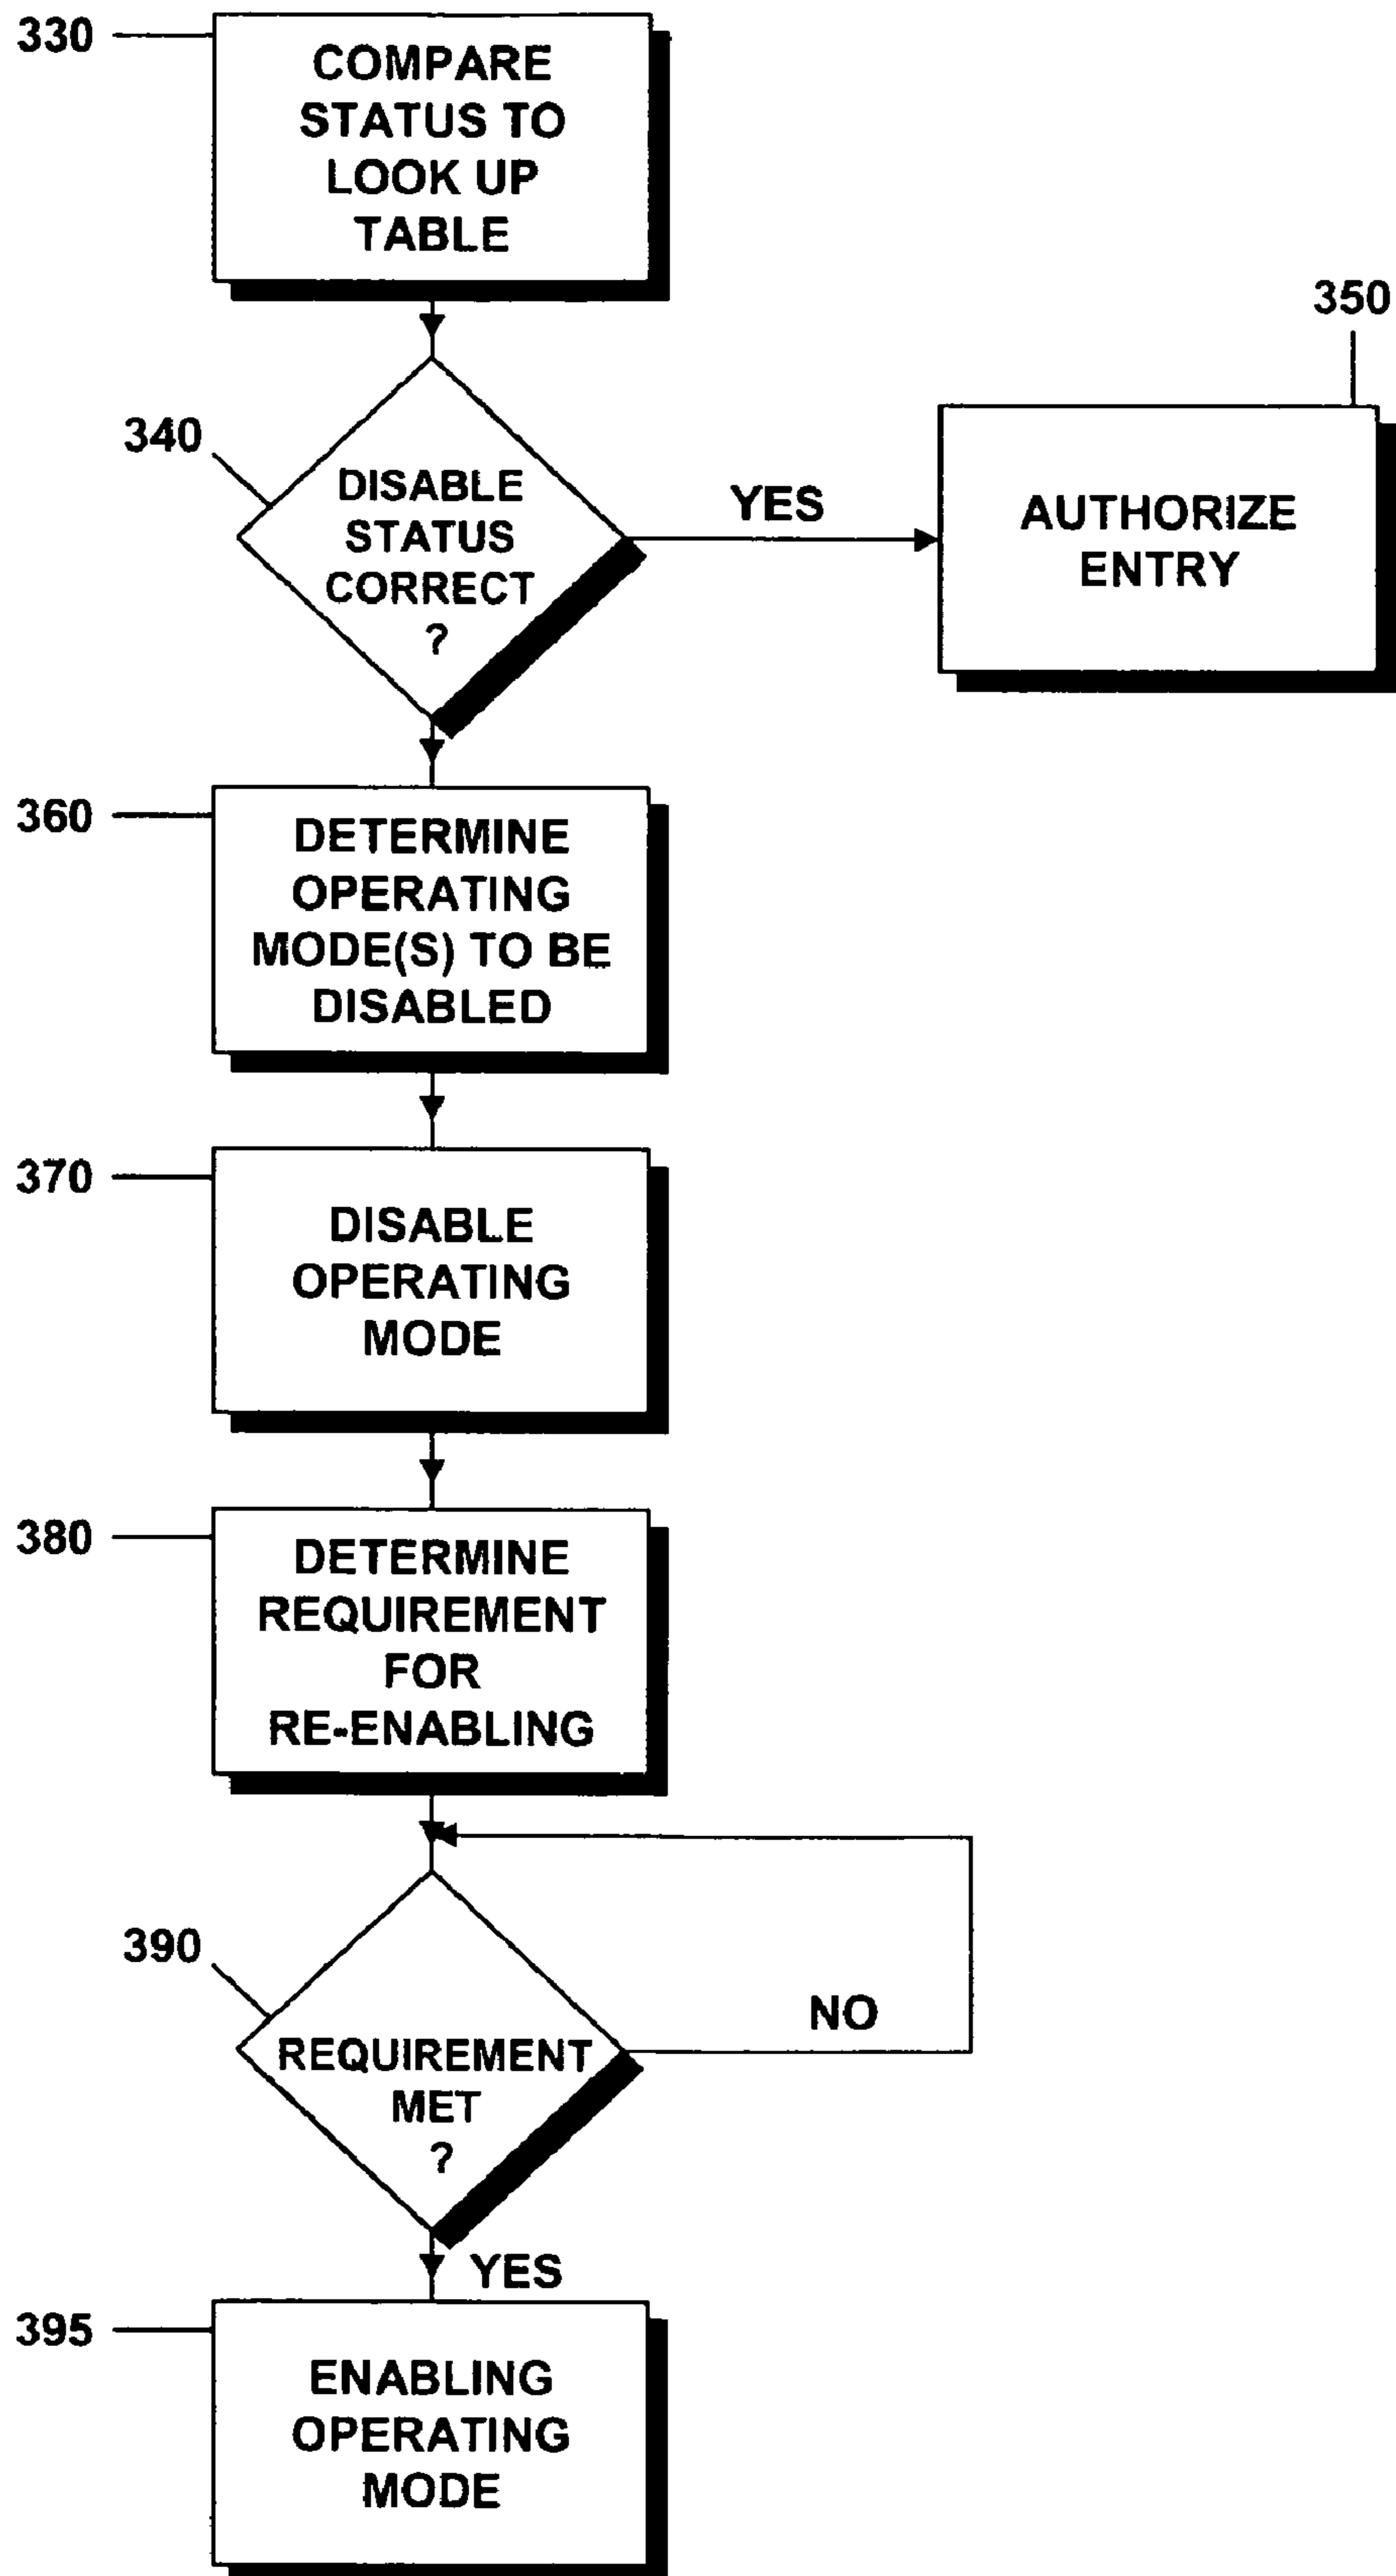 330
COMPARE
STATUS TO
LOOK UP
TABLE
350
340
DISABLE
STATUS
CORRECT
?
YES
AUTHORIZE
ENTRY
360
DETERMINE
OPERATING
MODE(S) TO BE
DISABLED
370
DISABLE
OPERATING
MODE
380
DETERMINE
REQUIREMENT
FOR
RE-ENABLING
390
REQUIREMENT
MET
?
NO
YES
395
ENABLING
OPERATING
MODE